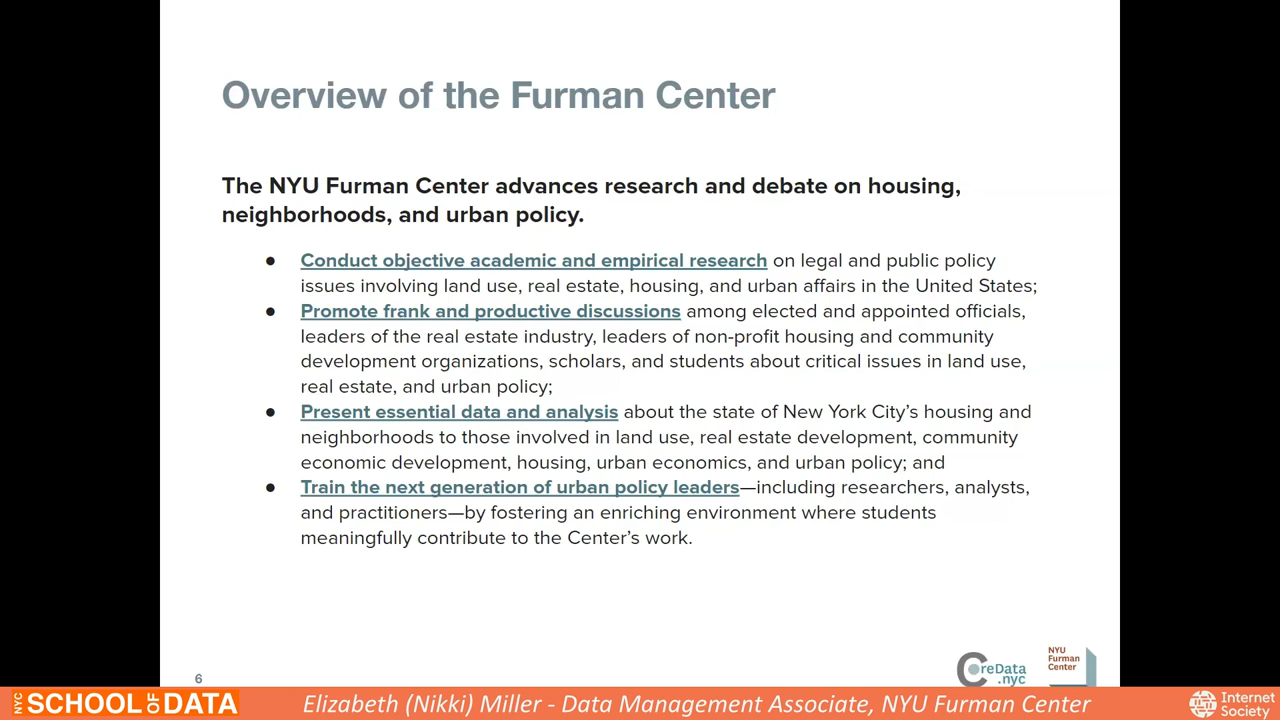 Overview of the Furman Center
The NYU Furman Center advances research and debate on housing,
neighborhoods, and urban policy.
● Conduct objective academic and empirical research on legal and public policy
issues involving land use, real estate, housing, and urban affairs in the United States;
● Promote frank and productive discussions among elected and appointed officials,
leaders of the real estate industry, leaders of non-profit housing and community
development organizations, scholars, and students about critical issues in land use,
real estate, and urban policy;
● Present essential data and analysis about the state of New York City's housing and
neighborhoods to those involved in land use, real estate development, community
economic development, housing, urban economics, and urban policy; and
● Train the next generation of urban policy leaders—including researchers, analysts,
and practitioners—by fostering an enriching environment where students
meaningfully contribute to the Center's work.
6
CoreData
.nyc
NYU
Furman
Center
NYC SCHOOL OF DATA
Elizabeth (Nikki) Miller - Data Management Associate, NYU Furman Center
Internet
Society